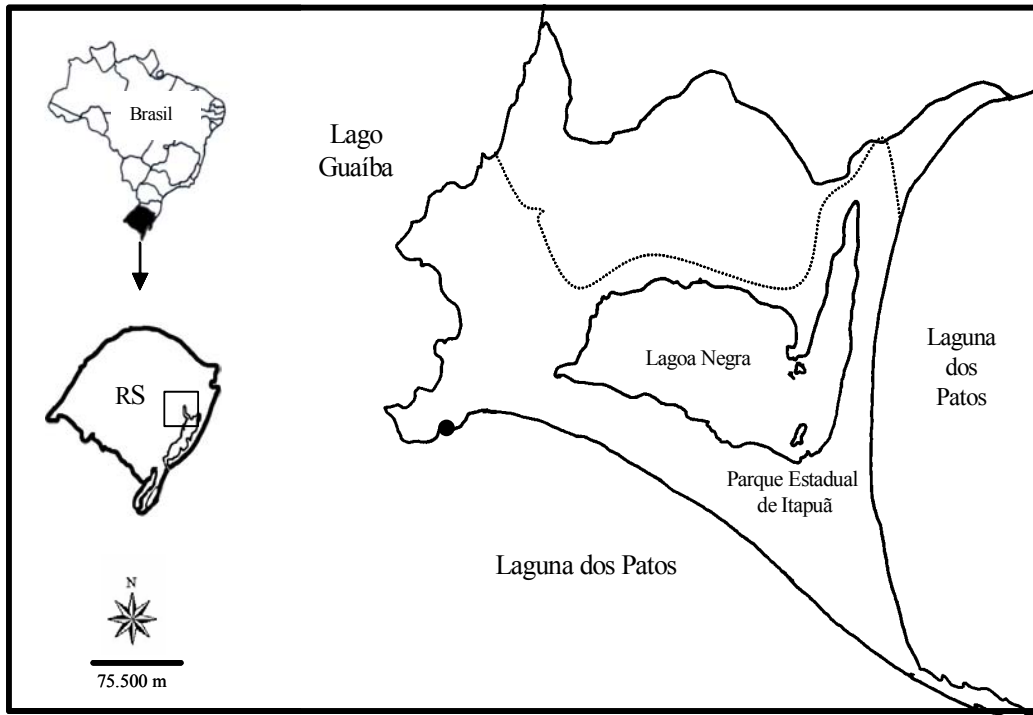 Brasil
Lago
Guaíba
RS
Lagoa Negra
Laguna
dos
Patos
Parque Estadual
de Itapuã
Laguna dos Patos
N
75.500 m